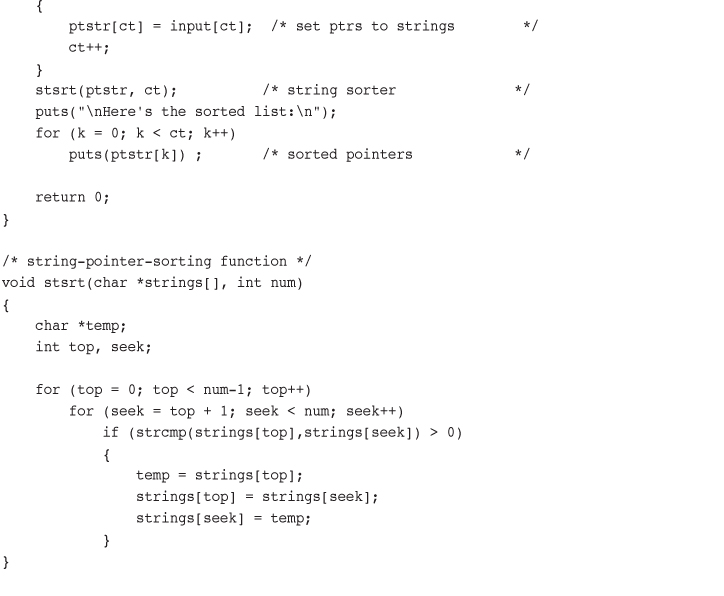 {
        ptstr[ct] = input[ct];  /* set ptrs to strings        */
        ct++;
    }
    stsrt(ptstr, ct);          /* string sorter              */
    puts("\nHere's the sorted list:\n");
    for (k = 0; k < ct; k++)
        puts(ptstr[k]) ;       /* sorted pointers            */

    return 0;
}

/* string-pointer-sorting function */
void stsrt(char *strings[], int num)
{
    char *temp;
    int top, seek;

    for (top = 0; top < num-1; top++)
        for (seek = top + 1; seek < num; seek++)
            if (strcmp(strings[top],strings[seek]) > 0)
            {
                temp = strings[top];
                strings[top] = strings[seek];
                strings[seek] = temp;
            }
}